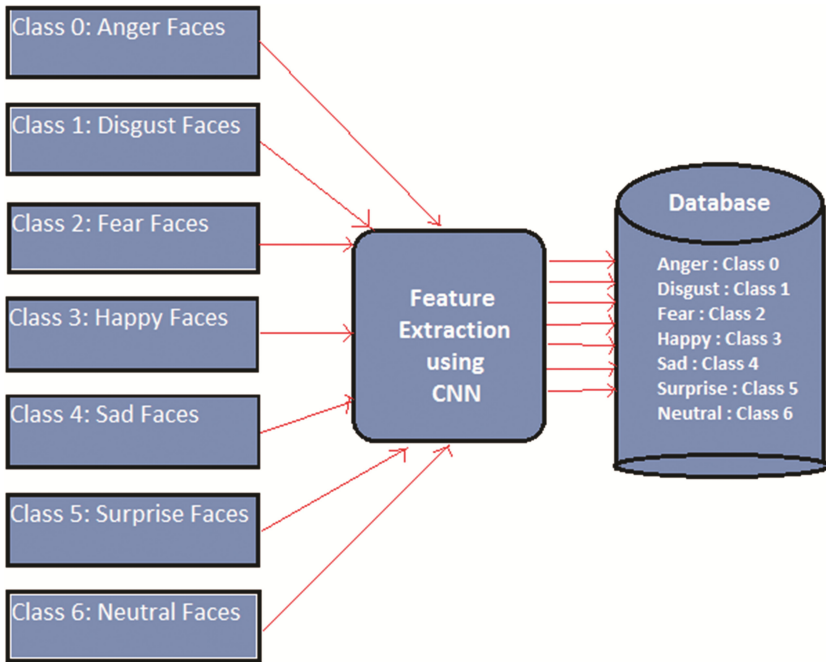 Class 0: Anger Faces
Class 1: Disgust Faces
Class 2: Fear Faces
Class 3: Happy Faces
Class 4: Sad Faces
Class 5: Surprise Faces
Class 6: Neutral Faces
Feature
Extraction
using
CNN
Database
Anger : Class 0
Disgust : Class 1
Fear : Class 2
Happy : Class 3
Sad : Class 4
Surprise : Class 5
Neutral : Class 6